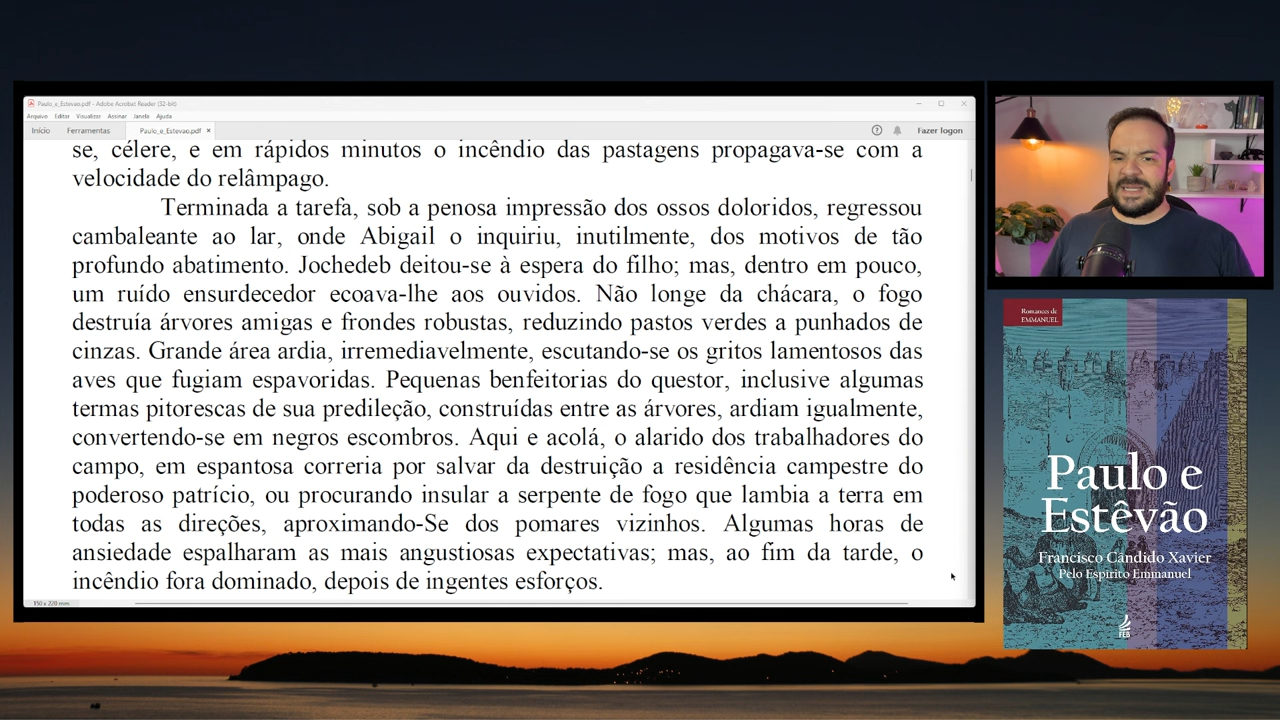 Paulo_e_Estevao.pdf - Adobe Acrobat Reader (32-bit)
Arquivo Editar Visualizar Assinar Janela Ajuda
Início Ferramentas Paulo_e_Estevao.pdf × Fazer logon
se, célere, e em rápidos minutos o incêndio das pastagens propagava-se com a
velocidade do relâmpago.
Terminada a tarefa, sob a penosa impressão dos ossos doloridos, regressou
cambaleante ao lar, onde Abigail o inquiriu, inutilmente, dos motivos de tão
profundo abatimento. Jochedeb deitou-se à espera do filho; mas, dentro em pouco,
um ruído ensurdecedor ecoava-lhe aos ouvidos. Não longe da chácara, o fogo
destruía árvores amigas e frondes robustas, reduzindo pastos verdes a punhados de
cinzas. Grande área ardia, irremediavelmente, escutando-se os gritos lamentosos das
aves que fugiam espavoridas. Pequenas benfeitorias do questor, inclusive algumas
termas pitorescas de sua predileção, construídas entre as árvores, ardiam igualmente,
convertendo-se em negros escombros. Aqui e acolá, o alarido dos trabalhadores do
campo, em espantosa correria por salvar da destruição a residência campestre do
poderoso patrício, ou procurando insular a serpente de fogo que lambia a terra em
todas as direções, aproximando-Se dos pomares vizinhos. Algumas horas de
ansiedade espalharam as mais angustiosas expectativas; mas, ao fim da tarde, o
incêndio fora dominado, depois de ingentes esforços.
150 x 220 mm
Romances de
EMMANUEL
Paulo e
Estêvão
Francisco Cândido Xavier
Pelo Espírito Emmanuel
FEB